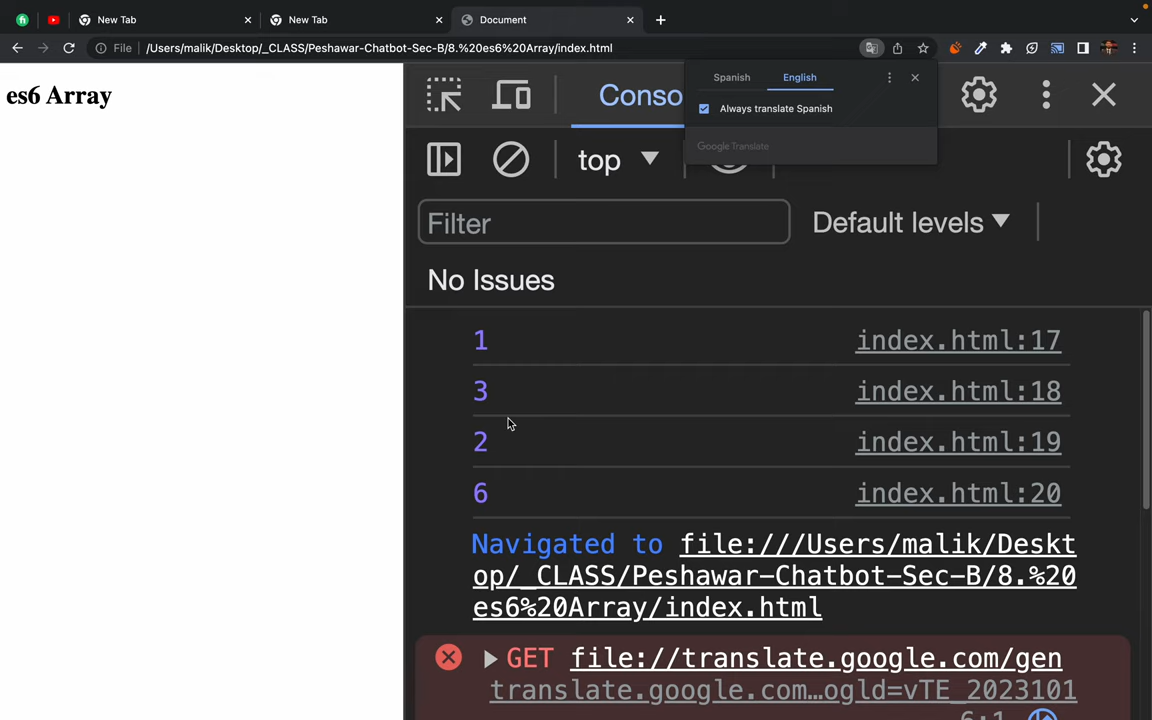 New Tab
New Tab
Document
File
/Users/malik/Desktop/_CLASS/Peshawar-Chatbot-Sec-B/8.%20es6%20Array/index.html
es6 Array
Conso
Spanish
English
Always translate Spanish
Google Translate
top
Filter
Default levels
No Issues
1 index.html:17
3 index.html:18
2 index.html:19
6 index.html:20
Navigated to file:///Users/malik/Deskt
op/_CLASS/Peshawar-Chatbot-Sec-B/8.%20
es6%20Array/index.html
GET file://translate.google.com/gen
translate.google.com…ogld=vTE_2023101
6:1